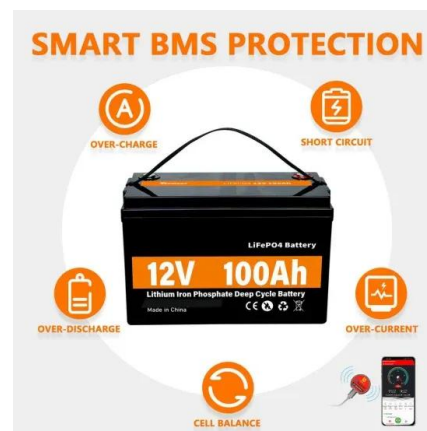 SMART BMS PROTECTION
A
OVER-CHARGE
SHORT CIRCUIT
LiFePO4 Battery
12V 100Ah
Lithium Iron Phosphate Deep Cycle Battery
Made in China
CE
OVER-DISCHARGE
OVER-CURRENT
CELL BALANCE